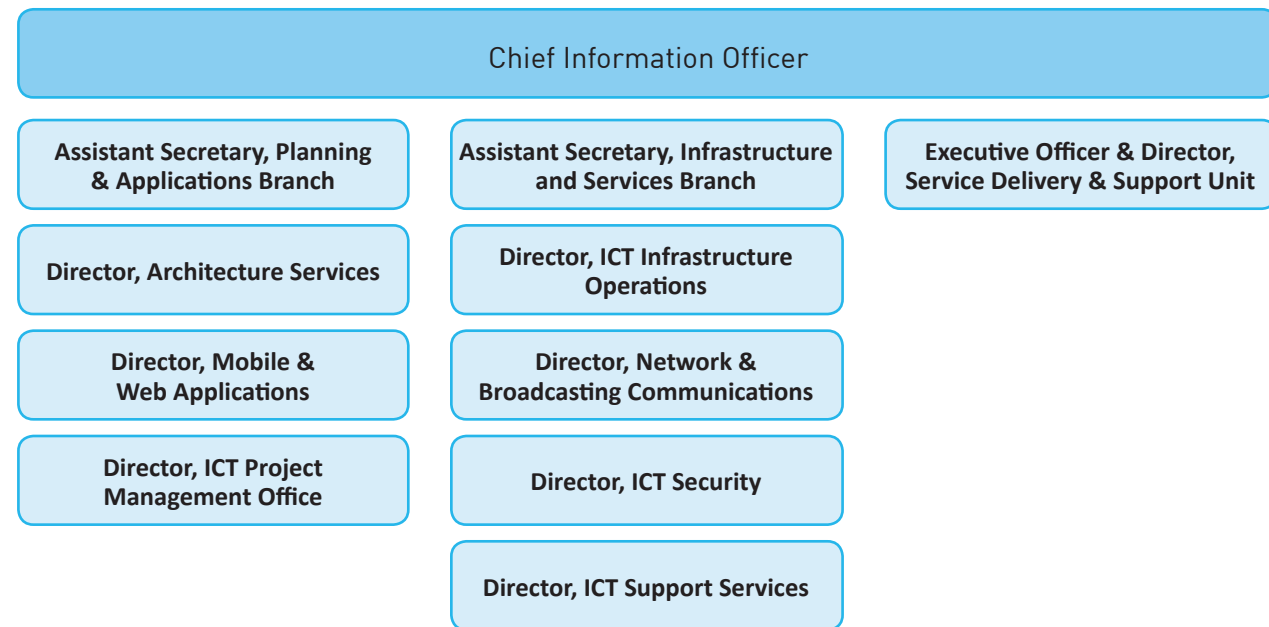 Chief Information Officer
Assistant Secretary, Planning
& Applications Branch
Director, Architecture Services
Director, Mobile &
Web Applications
Director, ICT Project
Management Office
Assistant Secretary, Infrastructure
and Services Branch
Director, ICT Infrastructure
Operations
Director, Network &
Broadcasting Communications
Director, ICT Security
Director, ICT Support Services
Executive Officer & Director,
Service Delivery & Support Unit